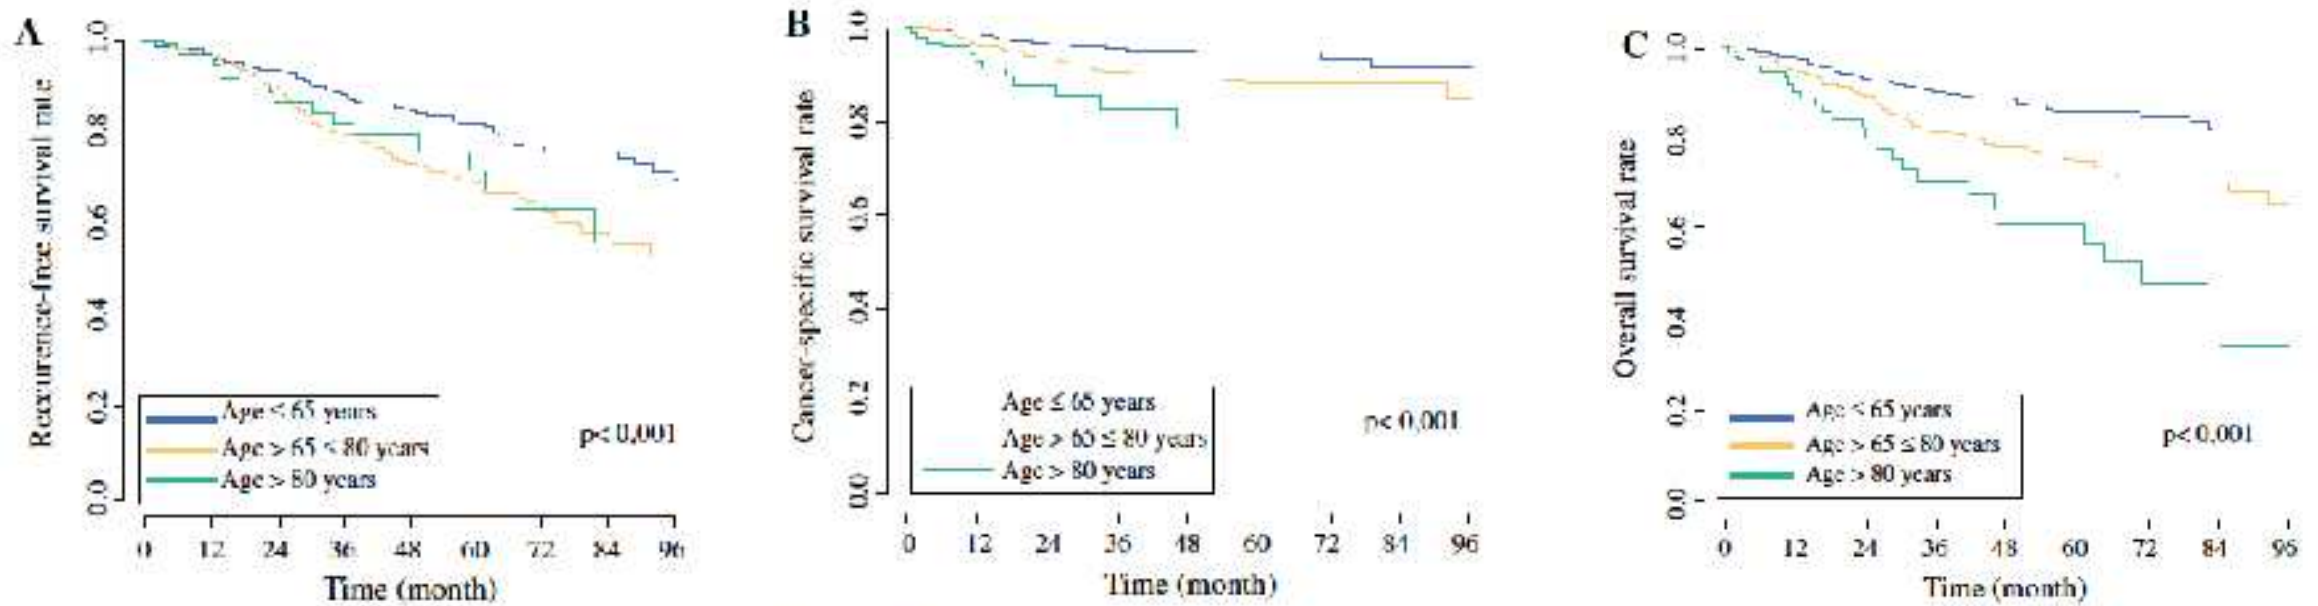 A
Reccurence-free survival rate
1.0
0.8
0.6
0.4
0.2
0.0
Age ≤ 65 years
Age > 65 ≤ 80 years
Age > 80 years
p< 0,001
0 12 24 36 48 60 72 84 96
Time (month)
B
Cancer-specific survival rate
1.0
0.8
0.6
0.4
0.2
0.0
Age ≤ 65 years
Age > 65 ≤ 80 years
Age > 80 years
p< 0,001
0 12 24 36 48 60 72 84 96
Time (month)
C
Overall survival rate
1.0
0.8
0.6
0.4
0.2
0.0
Age ≤ 65 years
Age > 65 ≤ 80 years
Age > 80 years
p< 0,001
0 12 24 36 48 60 72 84 96
Time (month)